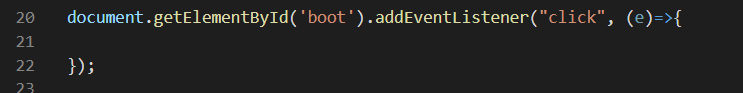 20 document.getElementById('boot').addEventListener("click", (e)=>{
21
22 });
23